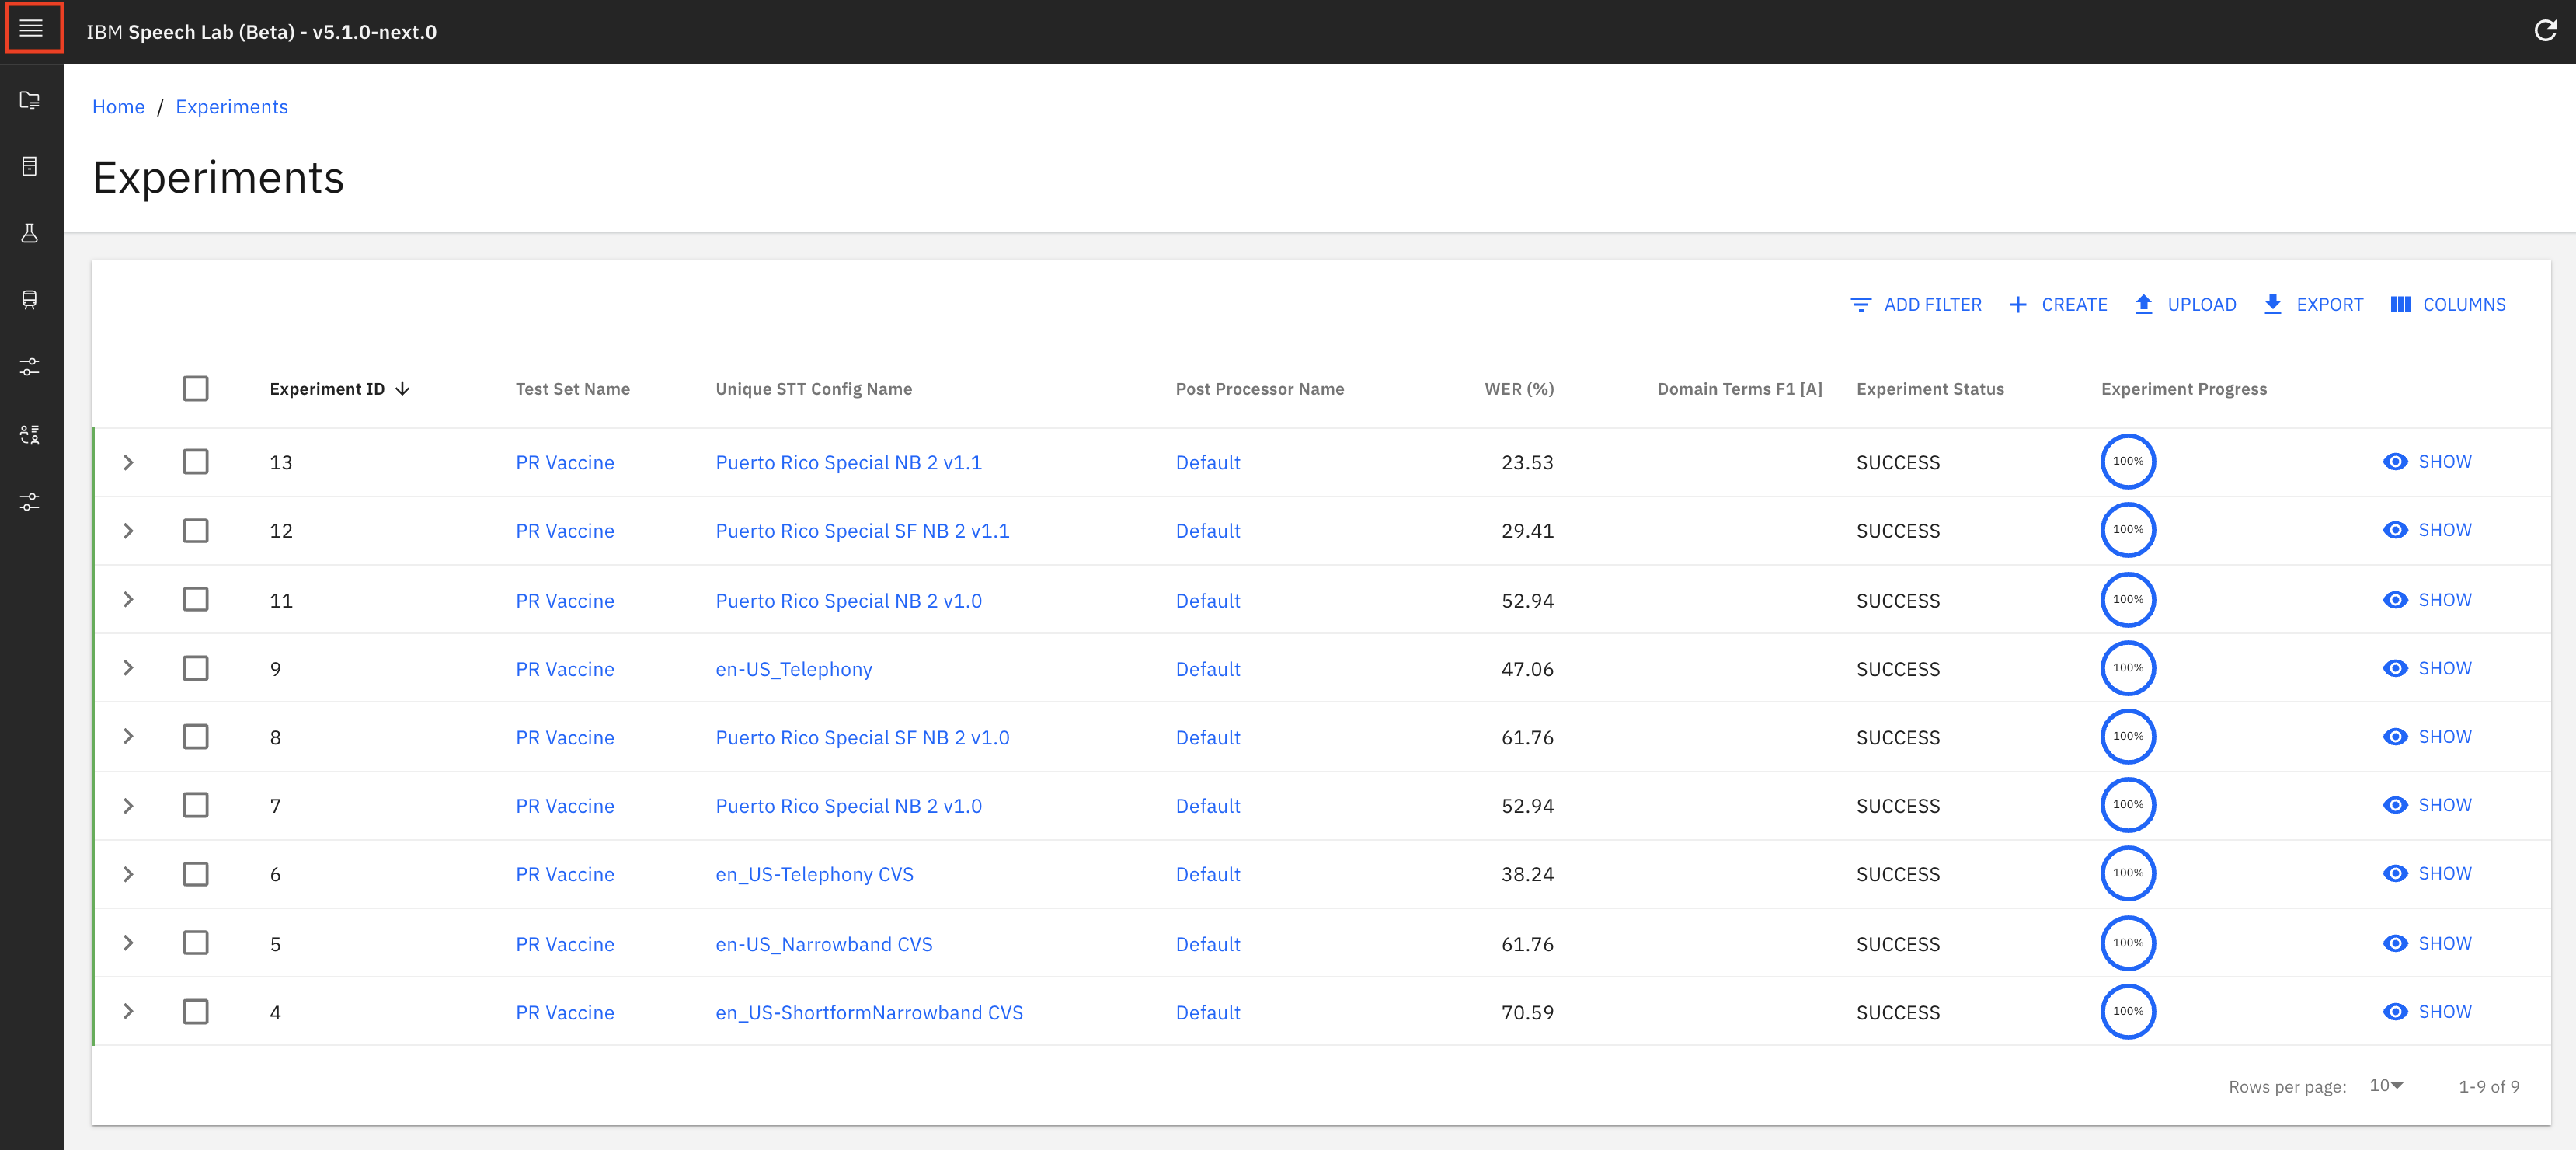 IBM Speech Lab (Beta) - v5.1.0-next.0
Home / Experiments
Experiments
ADD FILTER CREATE UPLOAD EXPORT COLUMNS
Experiment ID Test Set Name Unique STT Config Name Post Processor Name WER (%) Domain Terms F1 [A] Experiment Status Experiment Progress
13 PR Vaccine Puerto Rico Special NB 2 v1.1 Default 23.53 SUCCESS 100% SHOW
12 PR Vaccine Puerto Rico Special SF NB 2 v1.1 Default 29.41 SUCCESS 100% SHOW
11 PR Vaccine Puerto Rico Special NB 2 v1.0 Default 52.94 SUCCESS 100% SHOW
9 PR Vaccine en-US_Telephony Default 47.06 SUCCESS 100% SHOW
8 PR Vaccine Puerto Rico Special SF NB 2 v1.0 Default 61.76 SUCCESS 100% SHOW
7 PR Vaccine Puerto Rico Special NB 2 v1.0 Default 52.94 SUCCESS 100% SHOW
6 PR Vaccine en_US-Telephony CVS Default 38.24 SUCCESS 100% SHOW
5 PR Vaccine en-US_Narrowband CVS Default 61.76 SUCCESS 100% SHOW
4 PR Vaccine en_US-ShortformNarrowband CVS Default 70.59 SUCCESS 100% SHOW
Rows per page: 10 1-9 of 9